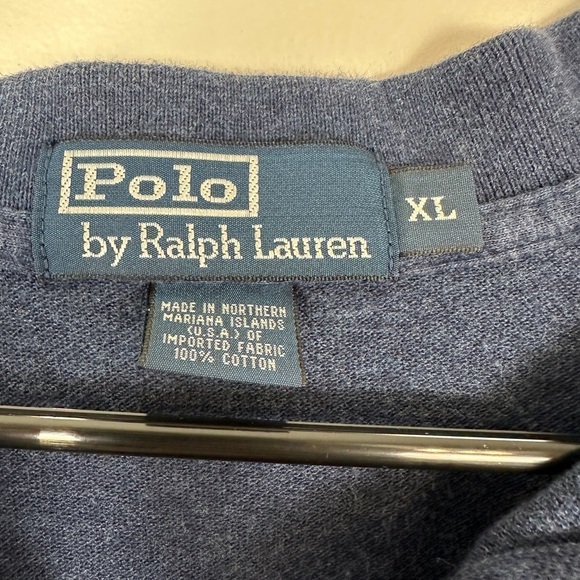 Polo
by Ralph Lauren
XL
MADE IN NORTHERN
MARIANA ISLANDS
(U.S.A.) OF
IMPORTED FABRIC
100% COTTON